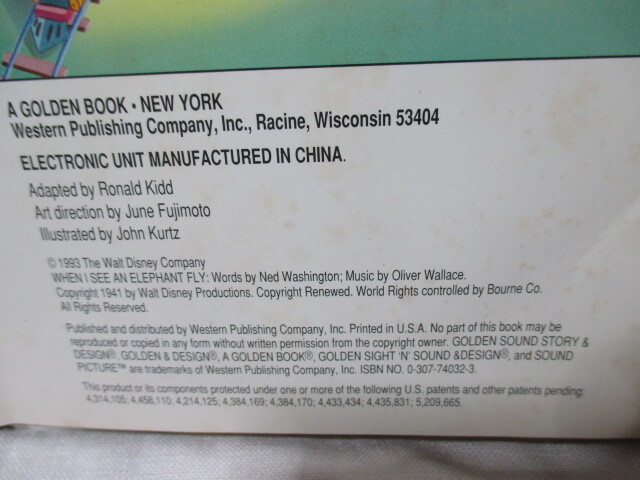 A GOLDEN BOOK • NEW YORK
Western Publishing Company, Inc., Racine, Wisconsin 53404
ELECTRONIC UNIT MANUFACTURED IN CHINA.
Adapted by Ronald Kidd
Art direction by June Fujimoto
Illustrated by John Kurtz
© 1993 The Walt Disney Company
WHEN I SEE AN ELEPHANT FLY: Words by Ned Washington; Music by Oliver Wallace.
Copyright 1941 by Walt Disney Productions. Copyright Renewed. World Rights controlled by Bourne Co.
All Rights Reserved.
Published and distributed by Western Publishing Company, Inc. Printed in U.S.A. No part of this book may be
reproduced or copied in any form without written permission from the copyright owner. GOLDEN SOUND STORY &
DESIGN®, GOLDEN & DESIGN®, A GOLDEN BOOK®, GOLDEN SIGHT 'N' SOUND &DESIGN®, and SOUND
PICTURE™ are trademarks of Western Publishing Company, Inc. ISBN NO. 0-307-74032-3.
This product or its components protected under one or more of the following U.S. patents and other patents pending:
4,314,105; 4,458,110; 4,214,125; 4,384,169; 4,384,170; 4,433,434; 4,435,831; 5,209,665.